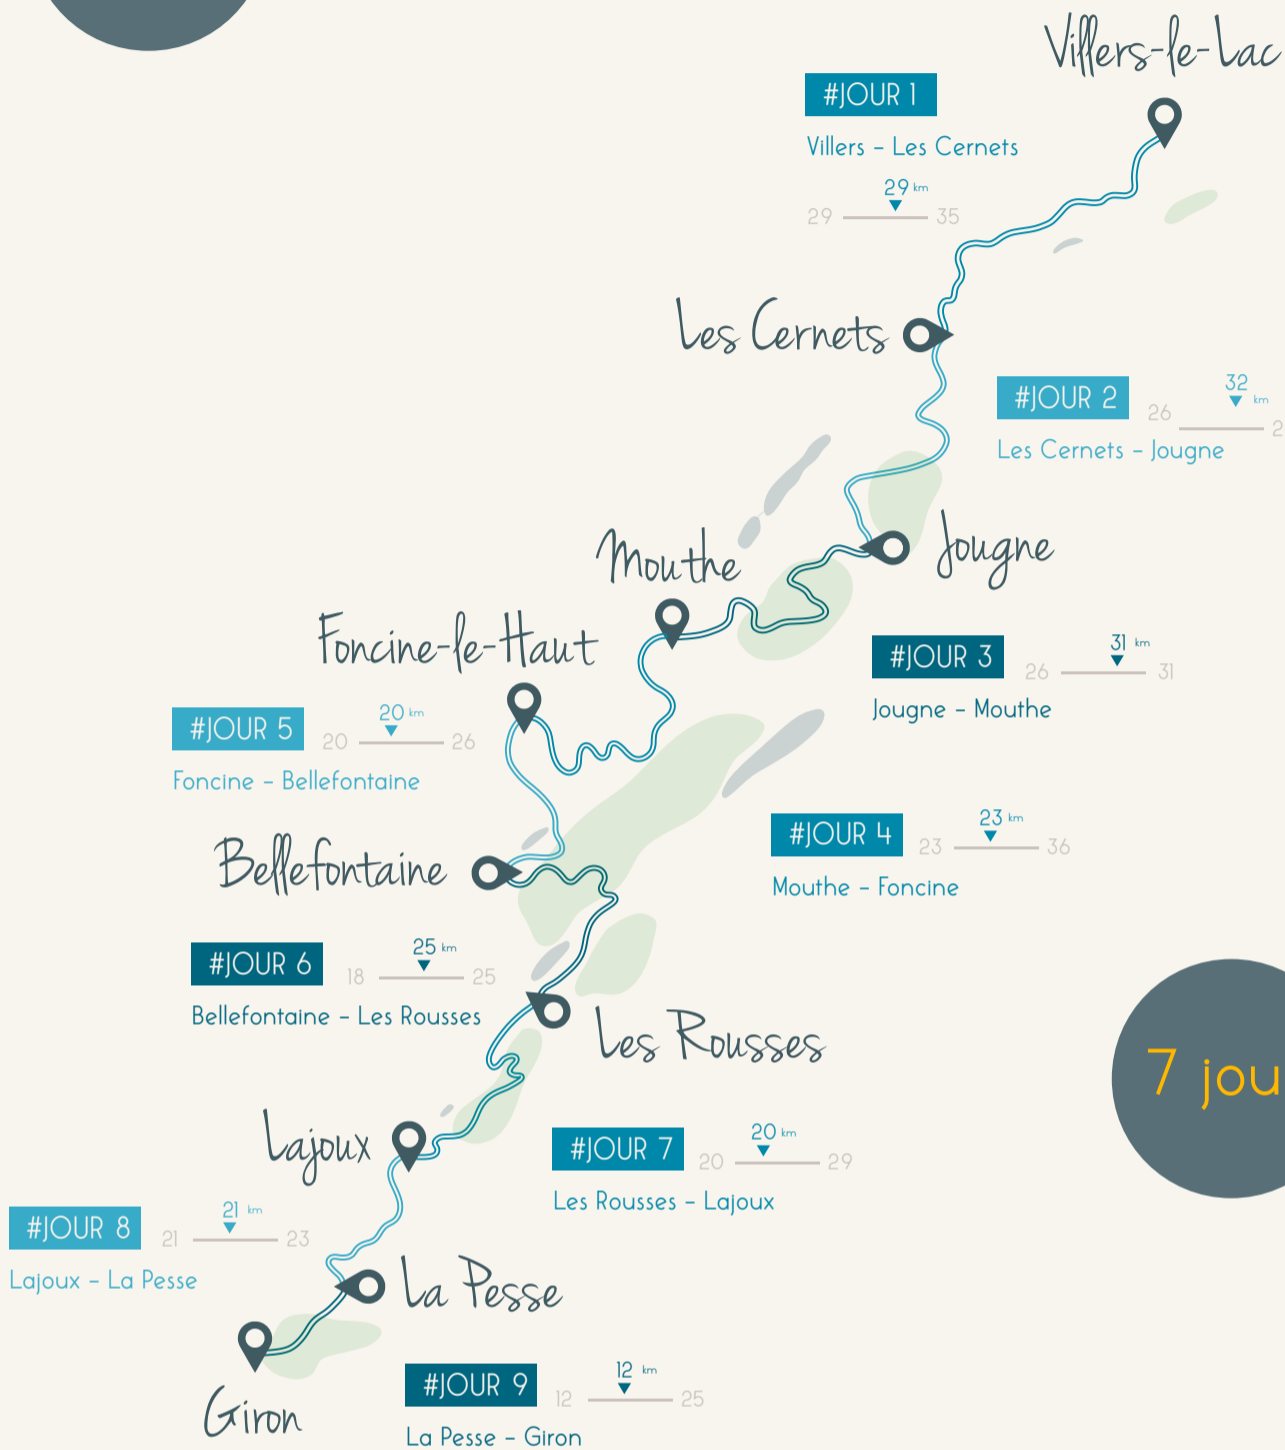 Villers-le-Lac
#JOUR 1
Villers – Les Cernets
29 km
29 35
Les Cernets
#JOUR 2
32 km
26
Les Cernets – Jougne
Mouthe
Jougne
Foncine-le-Haut
#JOUR 3
31 km
26 31
Jougne – Mouthe
#JOUR 5
20 km
20 26
Foncine – Bellefontaine
#JOUR 4
23 km
23 36
Mouthe – Foncine
Bellefontaine
#JOUR 6
25 km
18 25
Bellefontaine – Les Rousses
Les Rousses
7 jou
Lajoux
#JOUR 7
20 km
20 29
Les Rousses – Lajoux
#JOUR 8
21 km
21 23
Lajoux – La Pesse
La Pesse
Giron
#JOUR 9
12 km
12 25
La Pesse – Giron